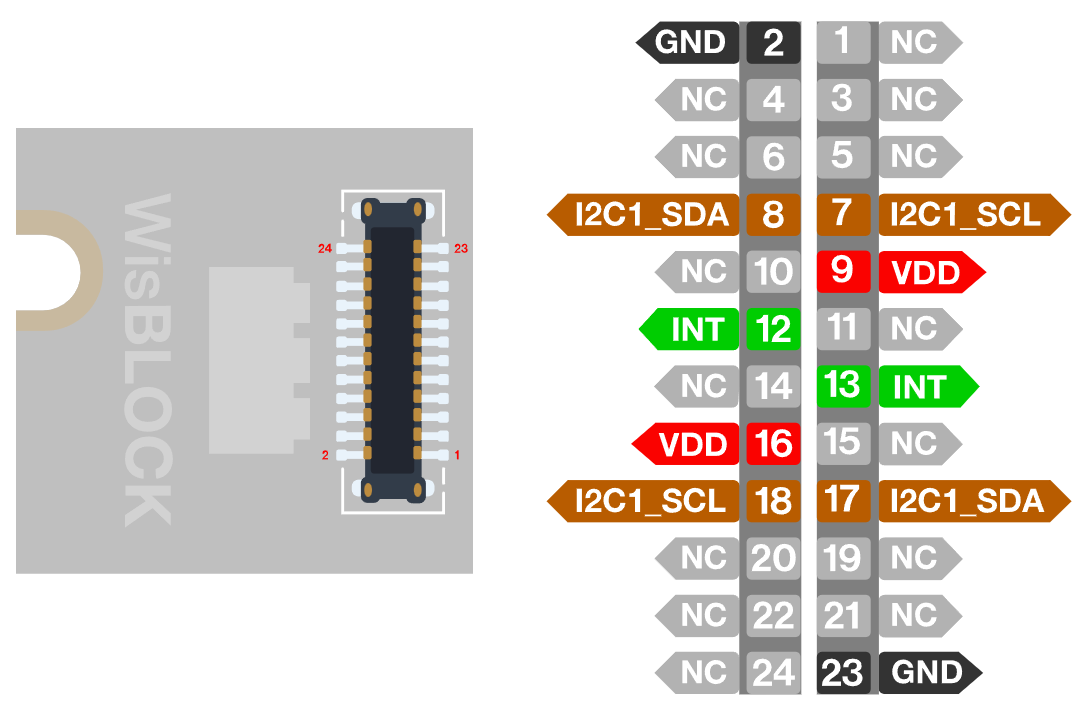 WisBLOCK
24 23
2 1
GND 2 1 NC
NC 4 3 NC
NC 6 5 NC
I2C1_SDA 8 7 I2C1_SCL
NC 10 9 VDD
INT 12 11 NC
NC 14 13 INT
VDD 16 15 NC
I2C1_SCL 18 17 I2C1_SDA
NC 20 19 NC
NC 22 21 NC
NC 24 23 GND